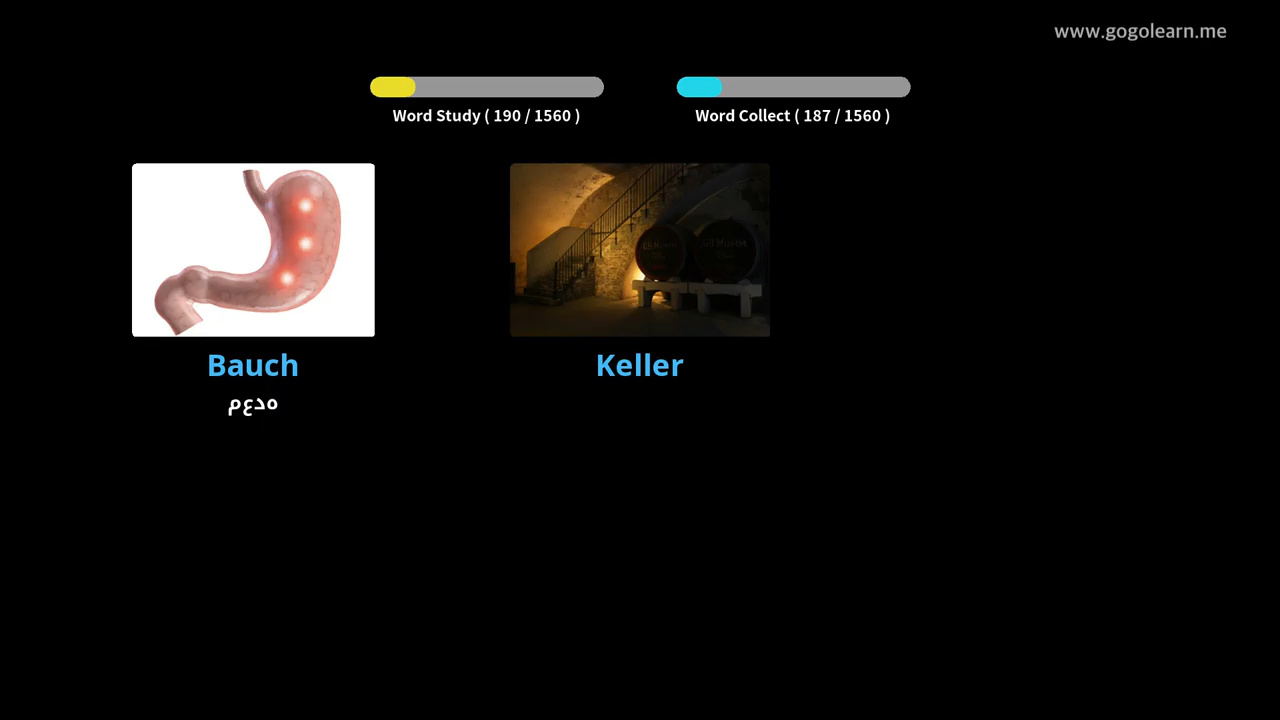 www.gogolearn.me
Word Study ( 190 / 1560 )
Word Collect ( 187 / 1560 )
Bauch
معده
Keller